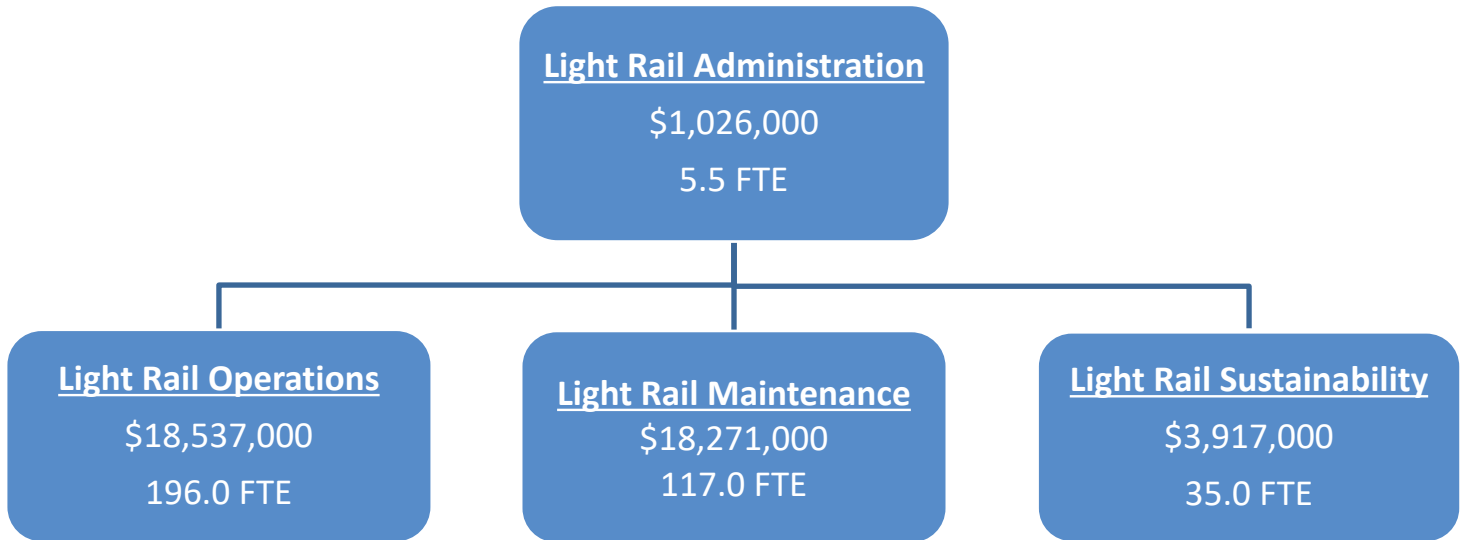 Light Rail Administration
$1,026,000
5.5 FTE
Light Rail Operations
$18,537,000
196.0 FTE
Light Rail Maintenance
$18,271,000
117.0 FTE
Light Rail Sustainability
$3,917,000
35.0 FTE